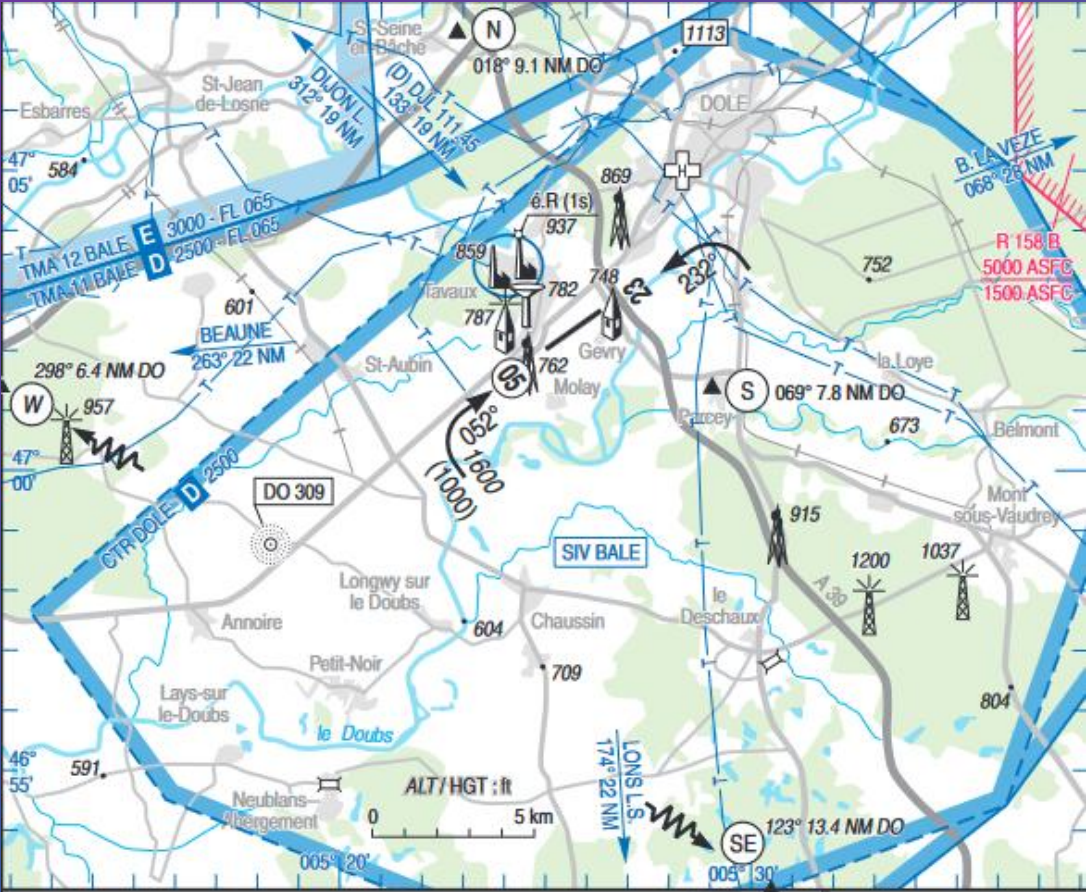 St-Seine
en-Bâche
N
018° 9.1 NM DO
1113
DIJON L.
312° 19 NM
(D) DJL 111.45
133° 19 NM
St-Jean
de-Losne
Esbarres
DOLE
47°
05'
584
B. LA VEZE
068° 26 NM
H
869
é.R (1s)
937
TMA 12 BALE E 3000 - FL 065
TMA 11 BALE D 2500 - FL 065
859
R 158 B
5000 ASFC
1500 ASFC
752
232°
23
748
782
Tavaux
787
601
BEAUNE
263° 22 NM
St-Aubin
762
Gevry
Molay
05
la Loye
298° 6.4 NM DO
W
957
S
069° 7.8 NM DO
Parcey
673
Belmont
052°
1600
(1000)
47°
00'
CTR DOLE D 2500
DO 309
Mont
sous-Vaudrey
915
SIV BALE
1200
1037
A 39
Longwy sur
le Doubs
le
Deschaux
Annoire
604
Chaussin
Petit-Noir
709
804
Lays-sur
le-Doubs
le Doubs
46°
55'
591
LONS L.S.
174° 22 NM
ALT / HGT : ft
0 5 km
Neublans-
Abergement
SE
123° 13.4 NM DO
005° 20'
005° 30'